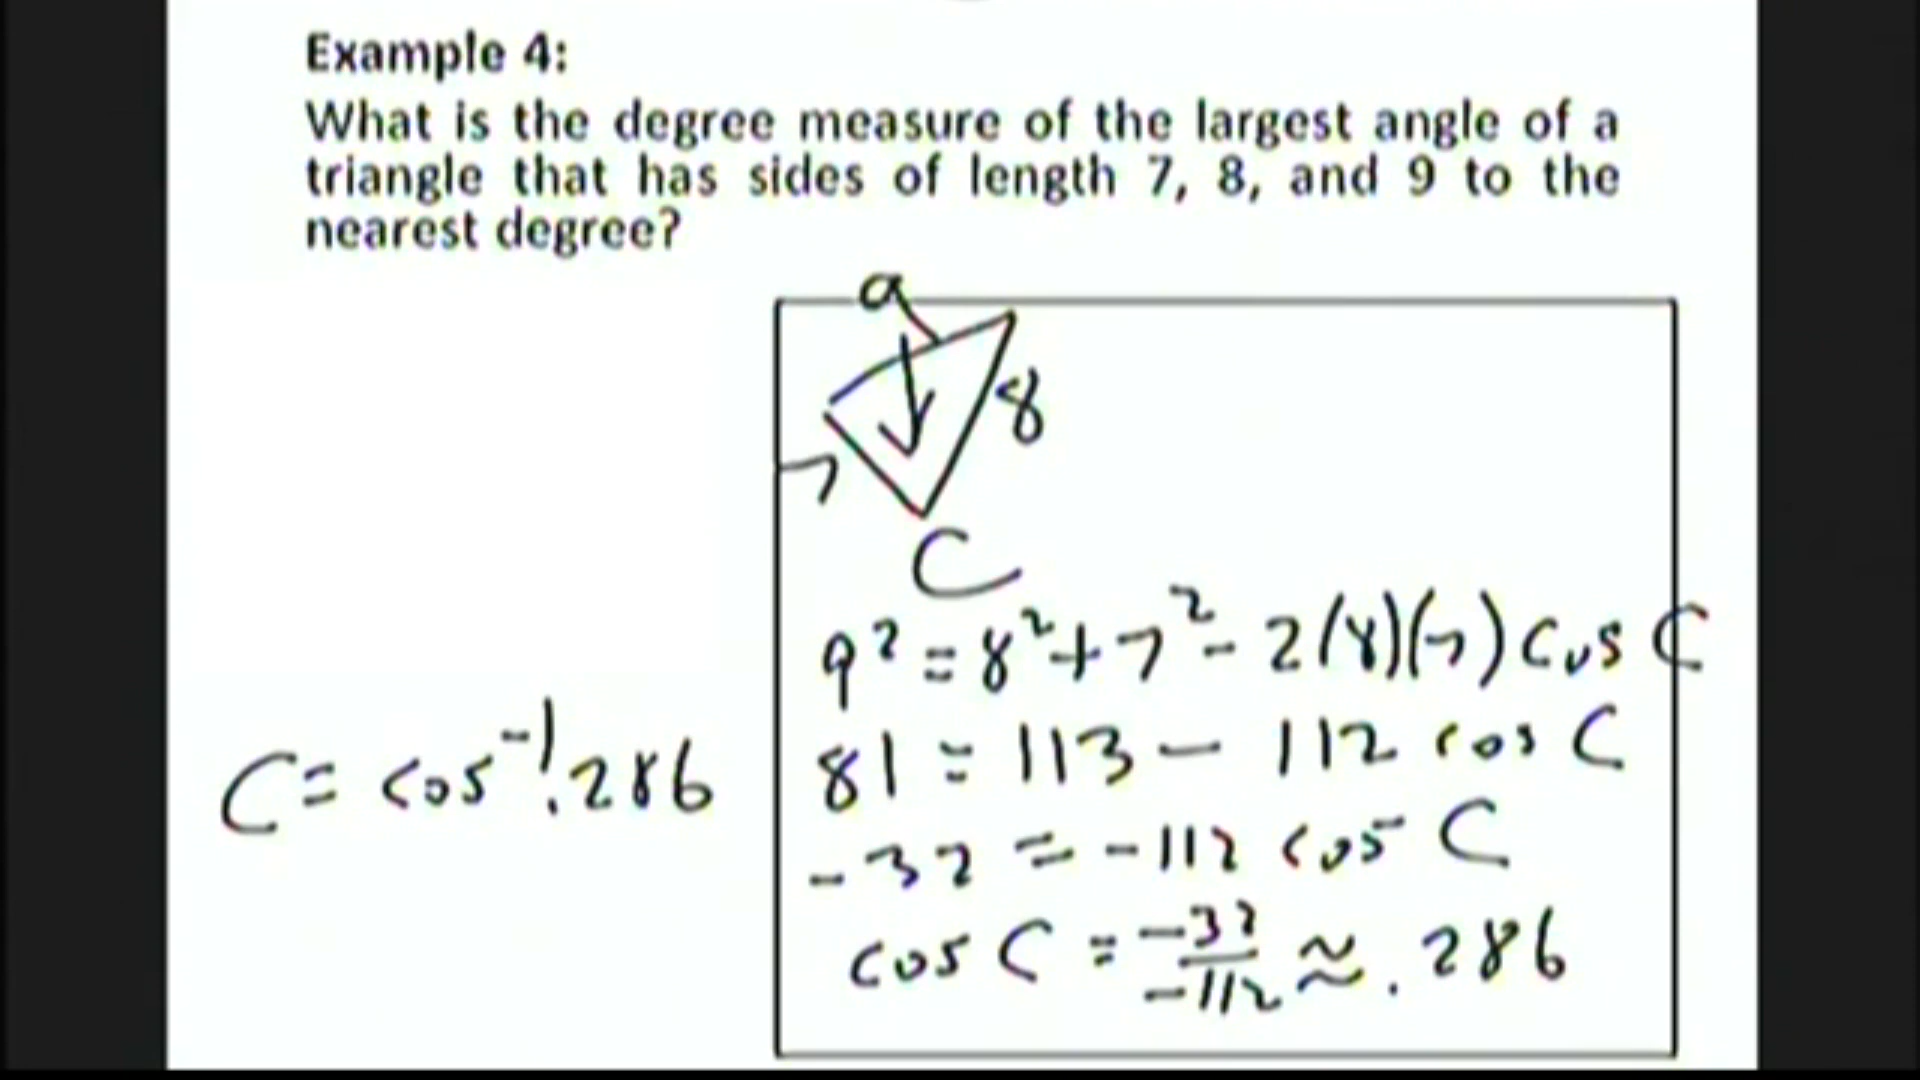 Example 4:
What is the degree measure of the largest angle of a
triangle that has sides of length 7, 8, and 9 to the
nearest degree?
9
8
7
C
9² = 8² + 7² - 2(8)(7) cos C
81 = 113 - 112 cos C
-32 = -112 cos C
cos C = -32/-112 ≈ .286
C = cos⁻¹ .286